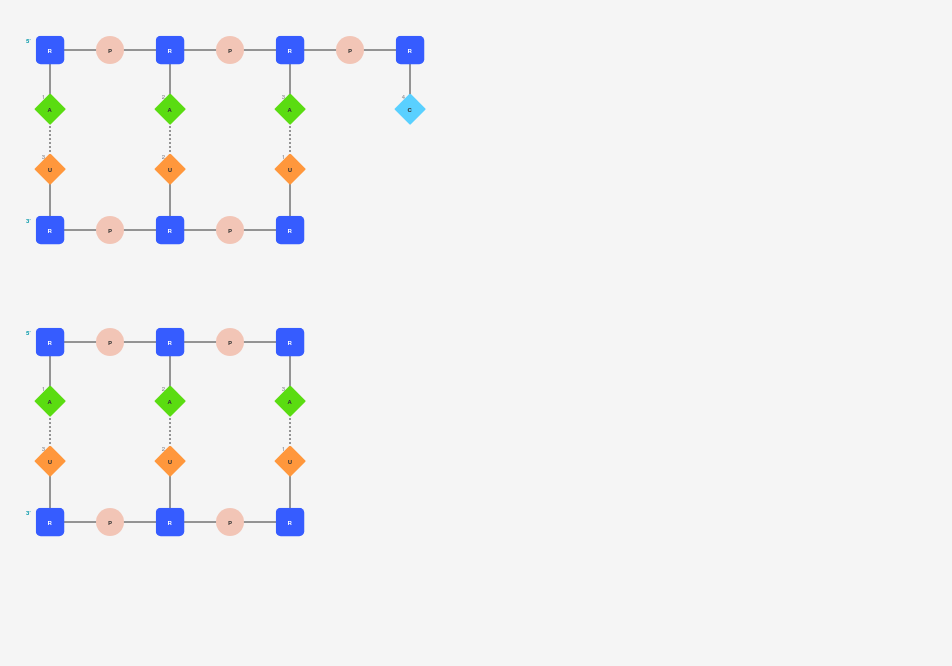 5' R P R P R P R
1 A 2 A 3 A 4 C
3 U 2 U 1 U
3' R P R P R
5' R P R P R
1 A 2 A 3 A
3 U 2 U 1 U
3' R P R P R